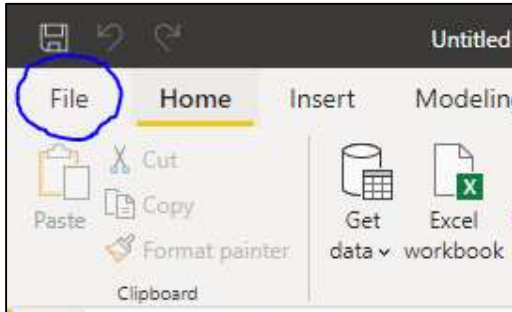 Untitled
File Home Insert Modeling
Cut
Copy
Paste
Format painter
Get data
Excel workbook
Clipboard